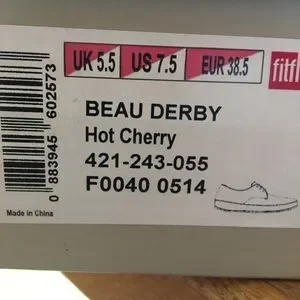 UK 5.5 US 7.5 EUR 38.5 fitf
BEAU DERBY
Hot Cherry
421-243-055
F0040 0514
0 883945 602573
Made in China